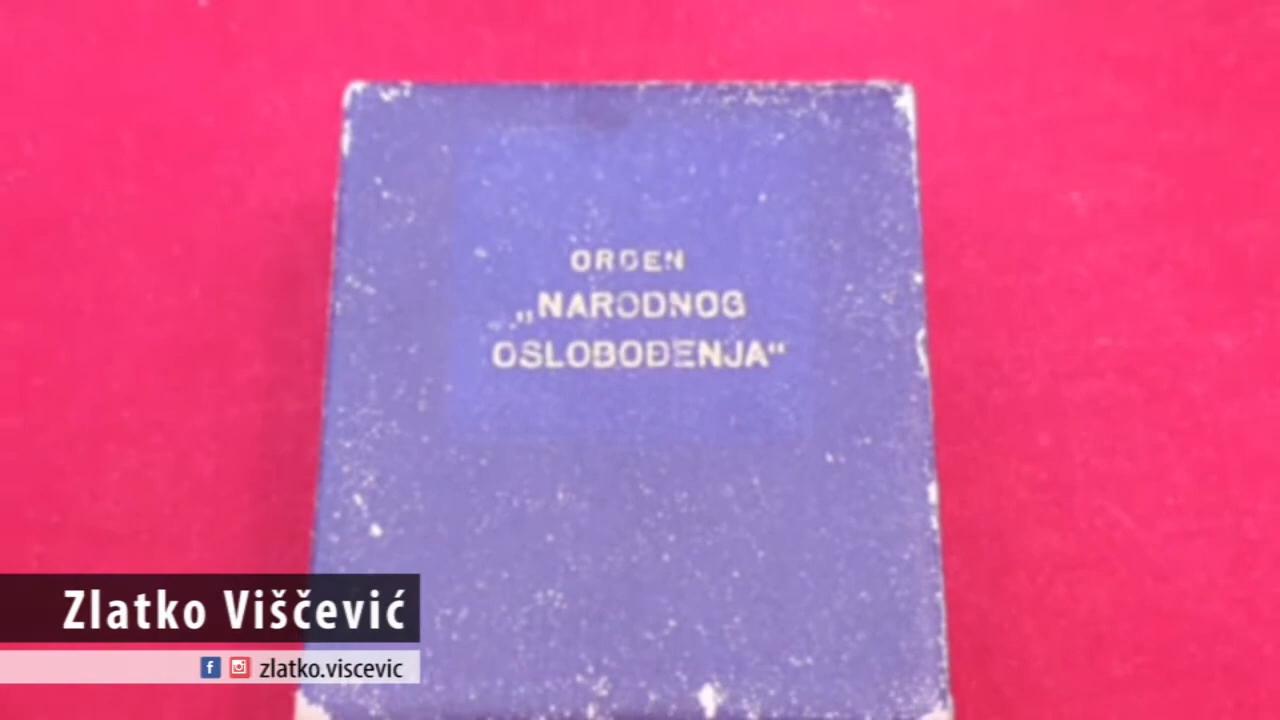 ORDEN
„NARODNOG
OSLOBOĐENJA“
Zlatko Viščević
zlatko.viscevic